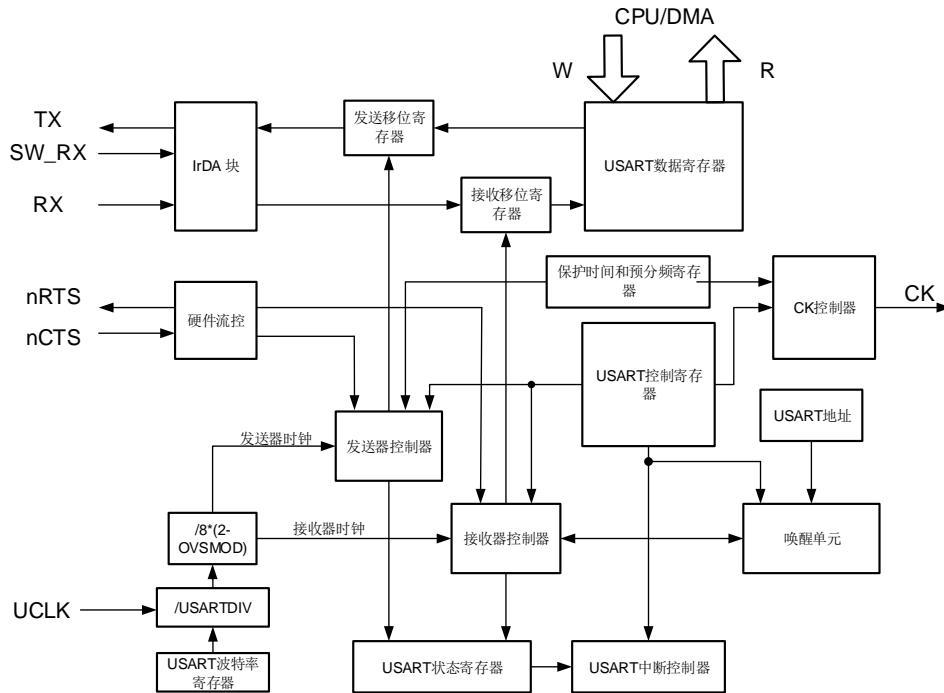 CPU/DMA
W
R
TX
SW_RX
RX
IrDA 块
发送移位寄
存器
USART数据寄存器
接收移位寄
存器
nRTS
nCTS
硬件流控
保护时间和预分频寄存
器
CK控制器
CK
USART控制寄存
器
USART地址
发送器时钟
发送器控制器
/8*(2-
OVSMOD)
接收器时钟
接收器控制器
唤醒单元
UCLK
/USARTDIV
USART波特率
寄存器
USART状态寄存器
USART中断控制器